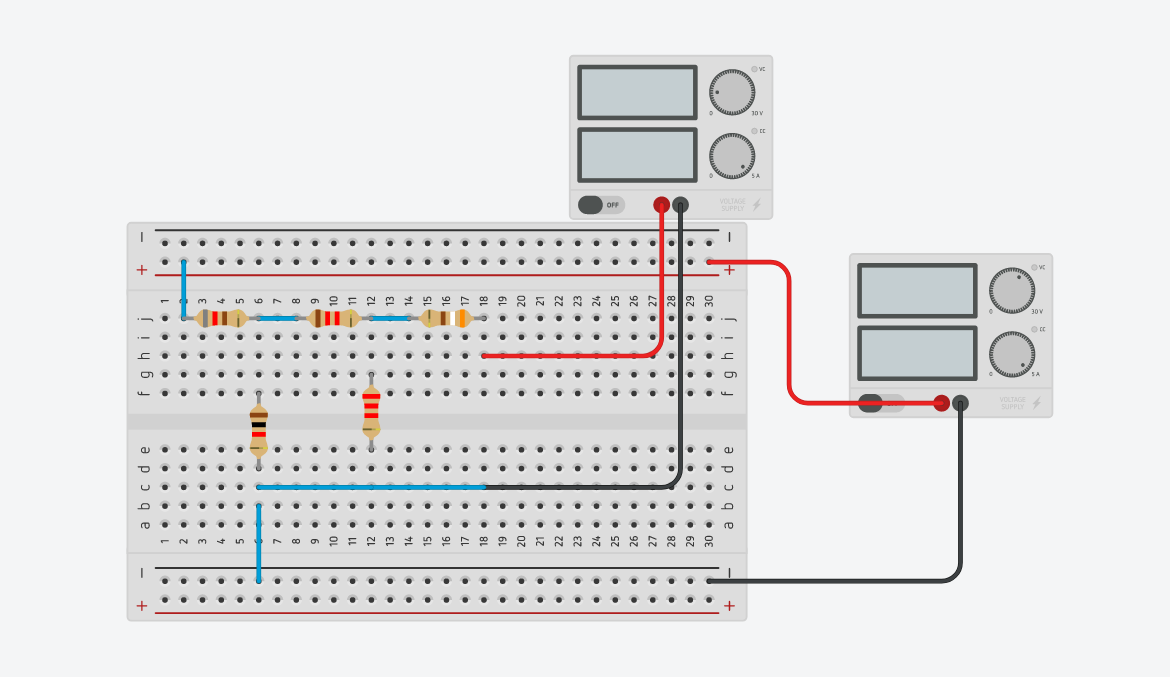 VC
0 30 V
CC
0 5 A
OFF
VOLTAGE
SUPPLY
− −
+ +
1 2 3 4 5 6 7 8 9 10 11 12 13 14 15 16 17 18 19 20 21 22 23 24 25 26 27 28 29 30
j j
i i
h h
g g
f f
e e
d d
c c
b b
a a
1 2 3 4 5 6 7 8 9 10 11 12 13 14 15 16 17 18 19 20 21 22 23 24 25 26 27 28 29 30
− −
+ +
VC
0 30 V
CC
0 5 A
VOLTAGE
SUPPLY